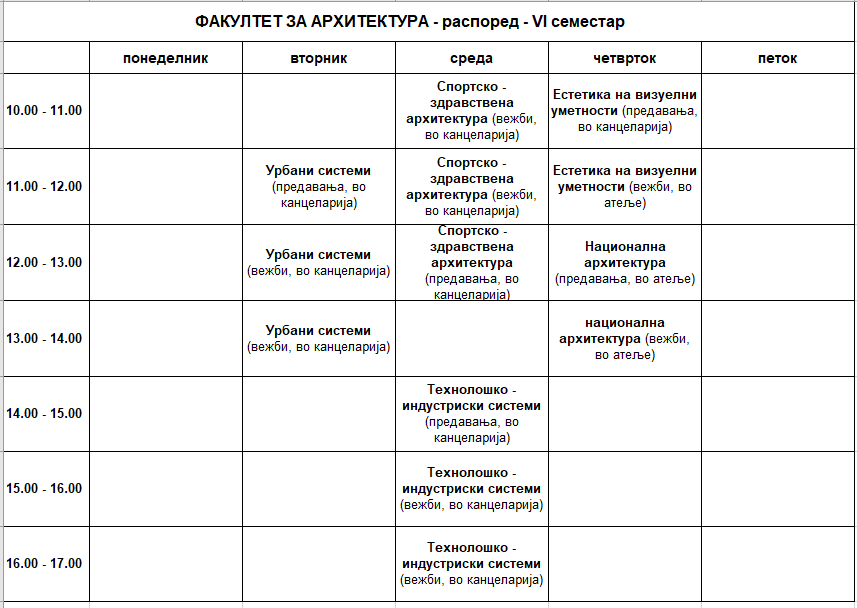 ФАКУЛТЕТ ЗА АРХИТЕКТУРА - распоред - VI семестар
понеделник вторник среда четврток петок
10.00 - 11.00
Спортско -
здравствена
архитектура (вежби,
во канцеларија)
Естетика на визуелни
уметности (предавања,
во канцеларија)
11.00 - 12.00
Урбани системи
(предавања, во
канцеларија)
Спортско -
здравствена
архитектура (вежби,
во канцеларија)
Естетика на визуелни
уметности (вежби, во
атеље)
12.00 - 13.00
Урбани системи
(вежби, во канцеларија)
Спортско -
здравствена
архитектура
(предавања, во
канцеларија)
Национална
архитектура
(предавања, во атеље)
13.00 - 14.00
Урбани системи
(вежби, во канцеларија)
национална
архитектура (вежби,
во атеље)
14.00 - 15.00
Технолошко -
индустриски системи
(предавања, во
канцеларија)
15.00 - 16.00
Технолошко -
индустриски системи
(вежби, во канцеларија)
16.00 - 17.00
Технолошко -
индустриски системи
(вежби, во канцеларија)